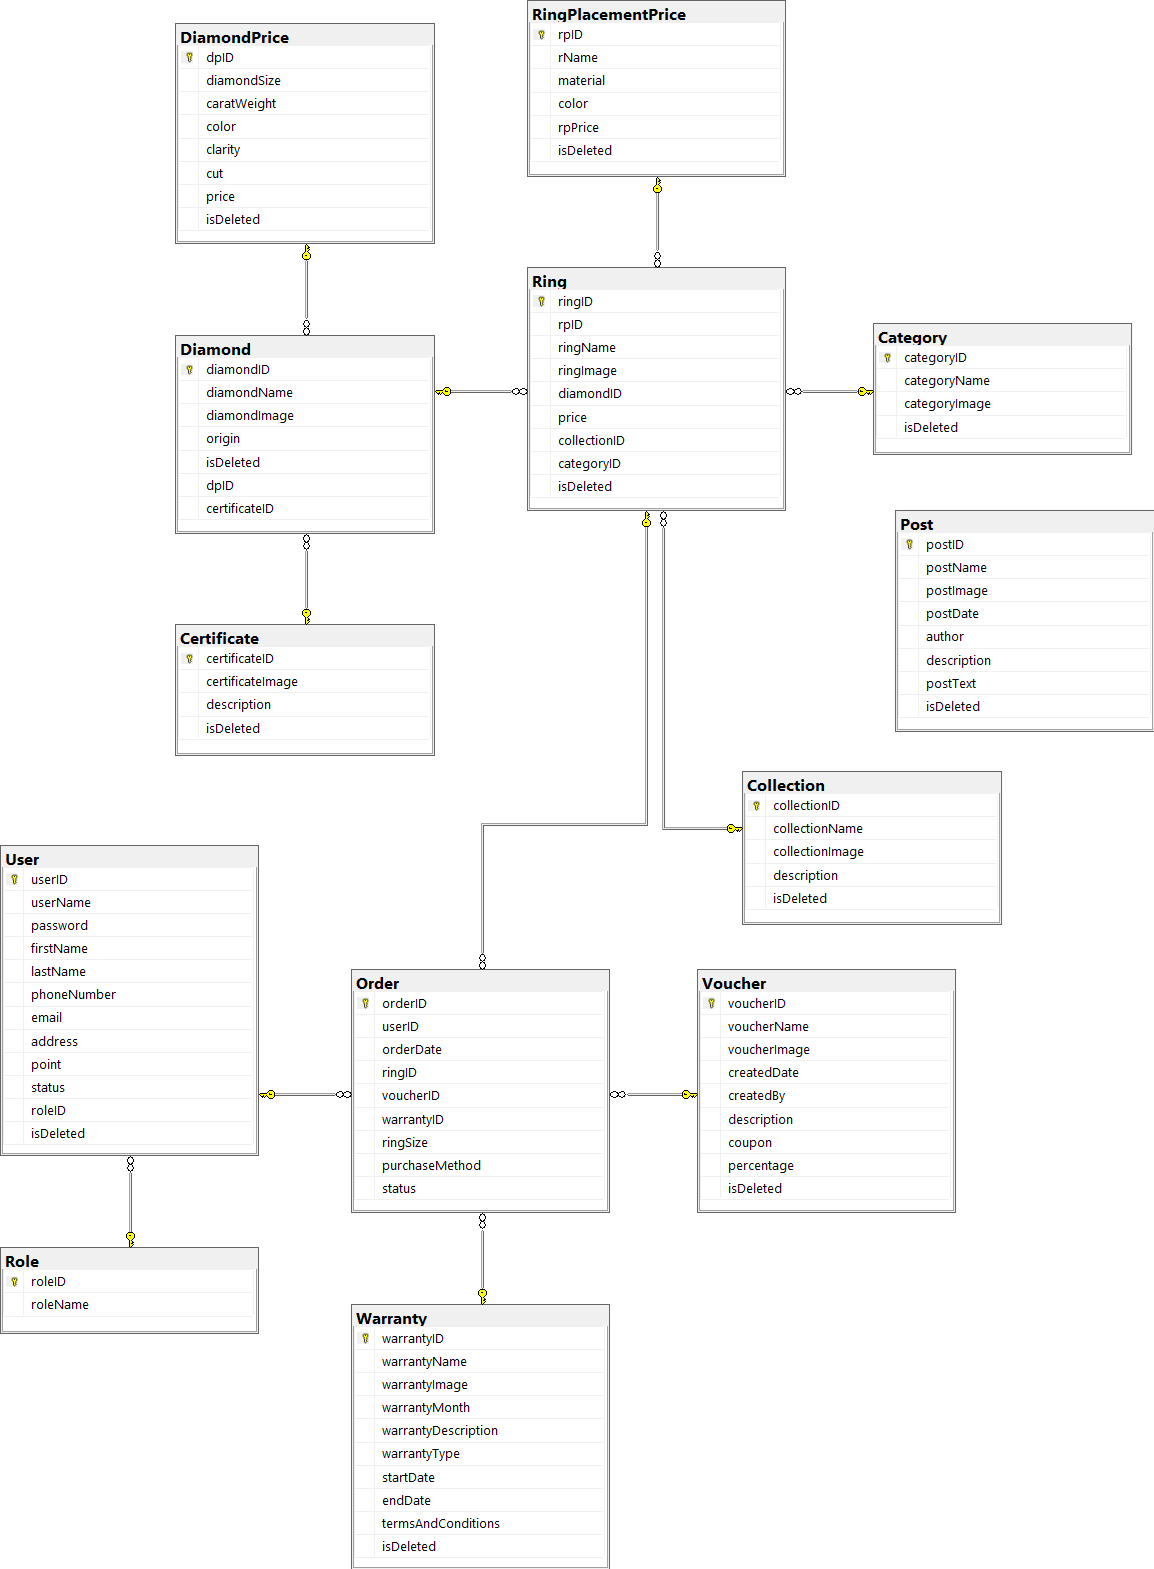 DiamondPrice
dpID
diamondSize
caratWeight
color
clarity
cut
price
isDeleted
RingPlacementPrice
rpID
rName
material
color
rpPrice
isDeleted
Diamond
diamondID
diamondName
diamondImage
origin
isDeleted
dpID
certificateID
Ring
ringID
rpID
ringName
ringImage
diamondID
price
collectionID
categoryID
isDeleted
Category
categoryID
categoryName
categoryImage
isDeleted
Post
postID
postName
postImage
postDate
author
description
postText
isDeleted
Certificate
certificateID
certificateImage
description
isDeleted
Collection
collectionID
collectionName
collectionImage
description
isDeleted
User
userID
userName
password
firstName
lastName
phoneNumber
email
address
point
status
roleID
isDeleted
Order
orderID
userID
orderDate
ringID
voucherID
warrantyID
ringSize
purchaseMethod
status
Voucher
voucherID
voucherName
voucherImage
createdDate
createdBy
description
coupon
percentage
isDeleted
Role
roleID
roleName
Warranty
warrantyID
warrantyName
warrantyImage
warrantyMonth
warrantyDescription
warrantyType
startDate
endDate
termsAndConditions
isDeleted